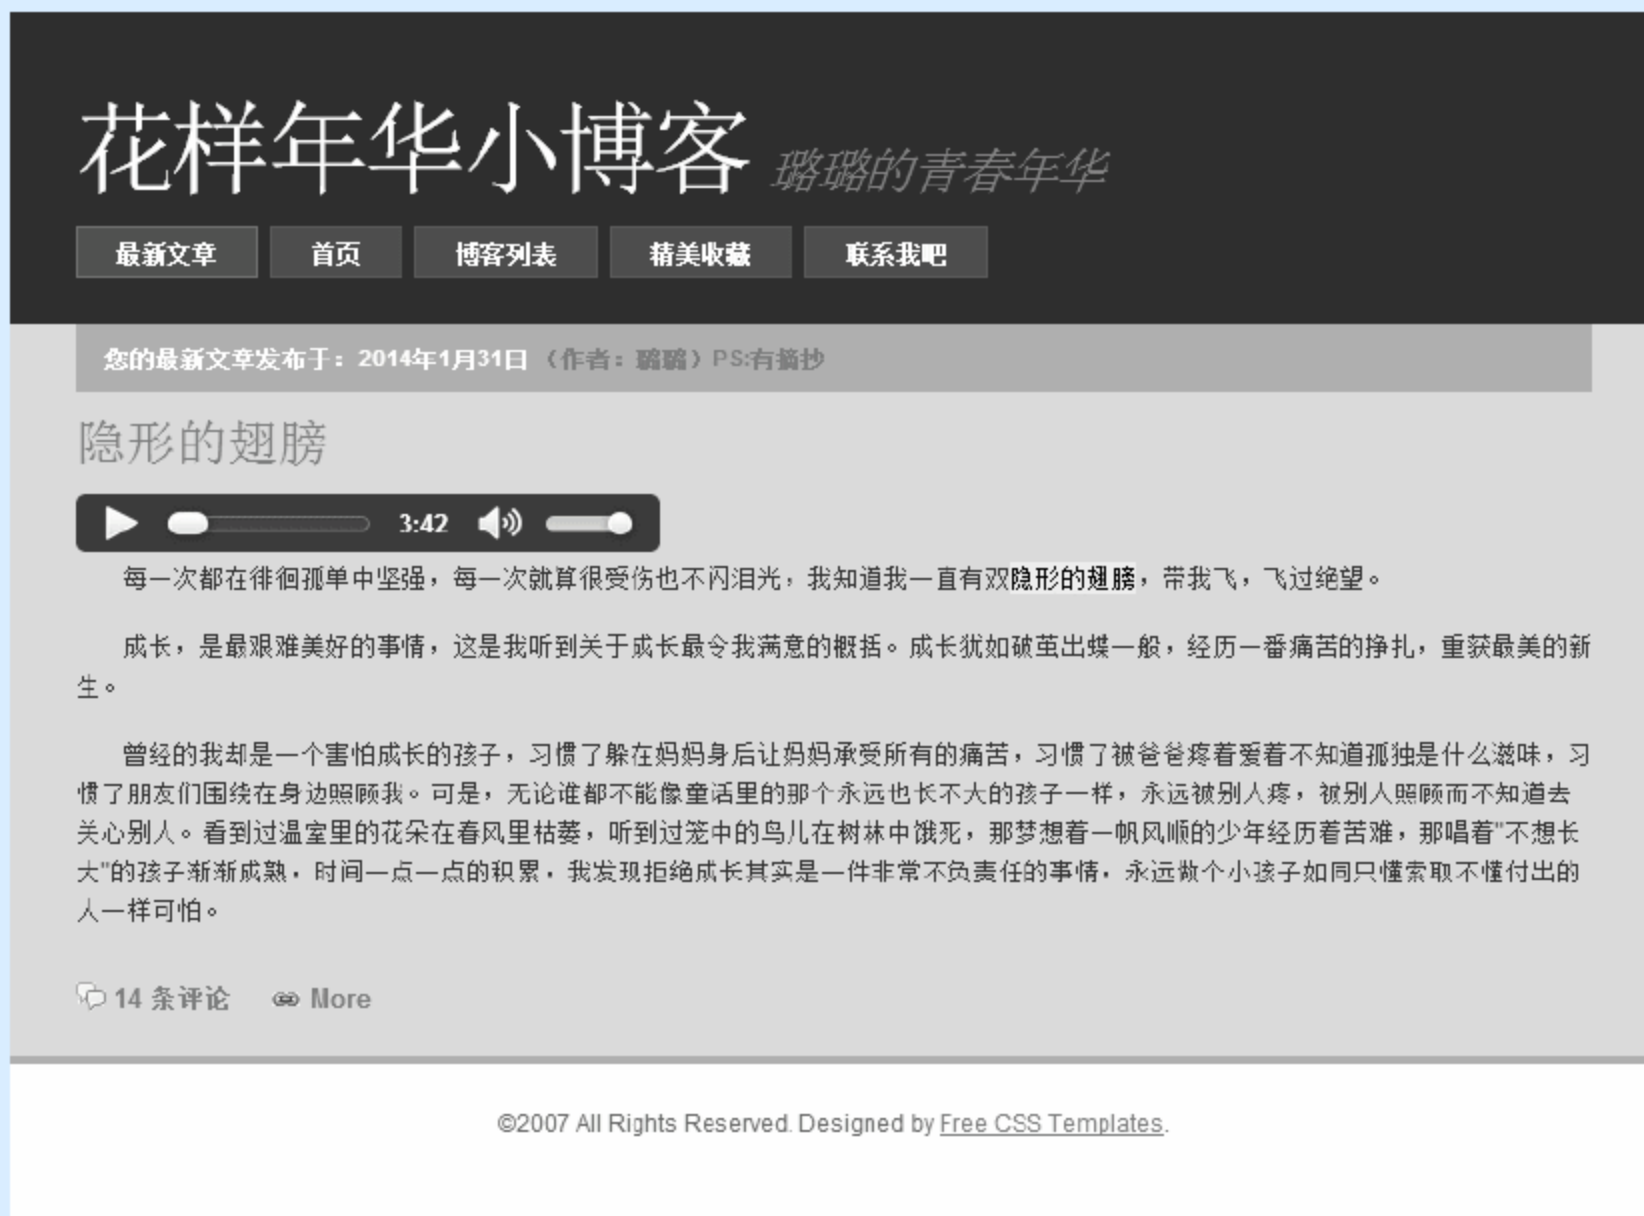 花样年华小博客 璐璐的青春年华
最新文章 首页 博客列表 精美收藏 联系我吧
您的最新文章发布于：2014年1月31日 （作者：璐璐）PS:有摘抄
隐形的翅膀
3:42
每一次都在徘徊孤单中坚强，每一次就算很受伤也不闪泪光，我知道我一直有双隐形的翅膀，带我飞，飞过绝望。
成长，是最艰难美好的事情，这是我听到关于成长最令我满意的概括。成长犹如破茧出蝶一般，经历一番痛苦的挣扎，重获最美的新
生。
曾经的我却是一个害怕成长的孩子，习惯了躲在妈妈身后让妈妈承受所有的痛苦，习惯了被爸爸疼着爱着不知道孤独是什么滋味，习
惯了朋友们围绕在身边照顾我。可是，无论谁都不能像童话里的那个永远也长不大的孩子一样，永远被别人疼，被别人照顾而不知道去
关心别人。看到过温室里的花朵在春风里枯萎，听到过笼中的鸟儿在树林中饿死，那梦想着一帆风顺的少年经历着苦难，那唱着"不想长
大"的孩子渐渐成熟，时间一点一点的积累，我发现拒绝成长其实是一件非常不负责任的事情，永远做个小孩子如同只懂索取不懂付出的
人一样可怕。
14 条评论 More
©2007 All Rights Reserved. Designed by Free CSS Templates.